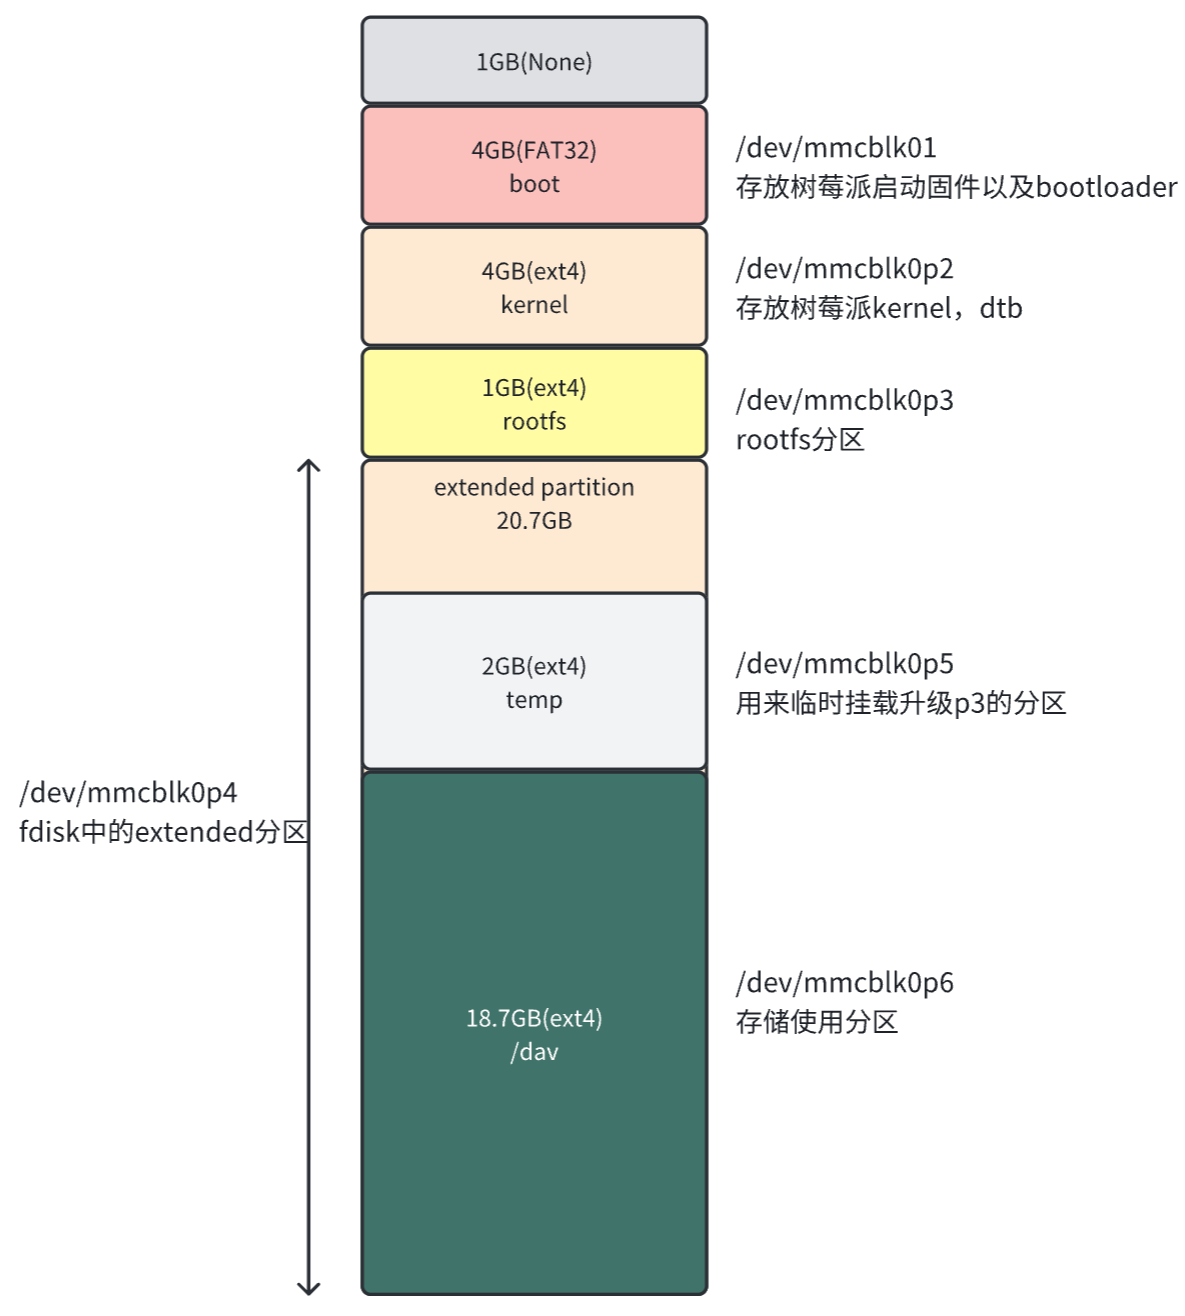 1GB(None)
4GB(FAT32)
boot
/dev/mmcblk01
存放树莓派启动固件以及bootloader
4GB(ext4)
kernel
/dev/mmcblk0p2
存放树莓派kernel，dtb
1GB(ext4)
rootfs
/dev/mmcblk0p3
rootfs分区
extended partition
20.7GB
2GB(ext4)
temp
/dev/mmcblk0p5
用来临时挂载升级p3的分区
/dev/mmcblk0p4
fdisk中的extended分区
18.7GB(ext4)
/dav
/dev/mmcblk0p6
存储使用分区